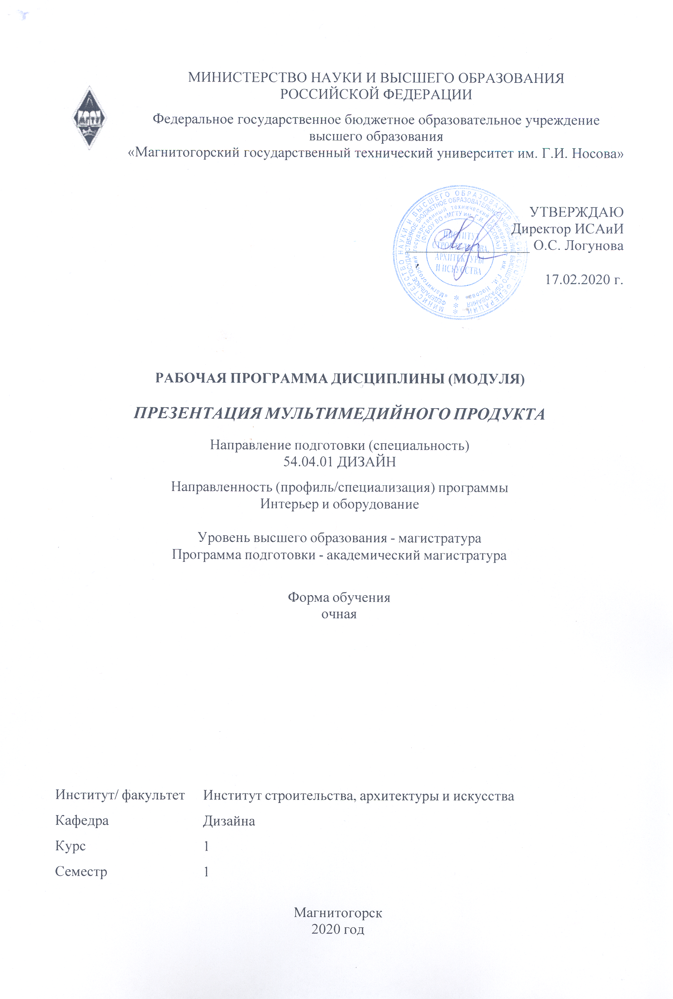 МИНИСТЕРСТВО НАУКИ И ВЫСШЕГО ОБРАЗОВАНИЯ
РОССИЙСКОЙ ФЕДЕРАЦИИ
Федеральное государственное бюджетное образовательное учреждение
высшего образования
«Магнитогорский государственный технический университет им. Г.И. Носова»
УТВЕРЖДАЮ
Директор ИСАиИ
О.С. Логунова
17.02.2020 г.
МИНИСТЕРСТВО НАУКИ И ВЫСШЕГО ОБРАЗОВАНИЯ РОССИЙСКОЙ ФЕДЕРАЦИИ
ФЕДЕРАЛЬНОЕ ГОСУДАРСТВЕННОЕ БЮДЖЕТНОЕ ОБРАЗОВАТЕЛЬНОЕ УЧРЕЖДЕНИЕ ВЫСШЕГО ОБРАЗОВАНИЯ
«Магнитогорский государственный технический университет им. Г.И. Носова»
(ФГБОУ ВО «МГТУ им. Г.И. НОСОВА»)
ИНСТИТУТ
СТРОИТЕЛЬСТВА,
АРХИТЕКТУРЫ
И ИСКУССТВА
РАБОЧАЯ ПРОГРАММА ДИСЦИПЛИНЫ (МОДУЛЯ)
ПРЕЗЕНТАЦИЯ МУЛЬТИМЕДИЙНОГО ПРОДУКТА
Направление подготовки (специальность)
54.04.01 ДИЗАЙН
Направленность (профиль/специализация) программы
Интерьер и оборудование
Уровень высшего образования - магистратура
Программа подготовки - академический магистратура
Форма обучения
очная
Институт/ факультет Институт строительства, архитектуры и искусства
Кафедра Дизайна
Курс 1
Семестр 1
Магнитогорск
2020 год